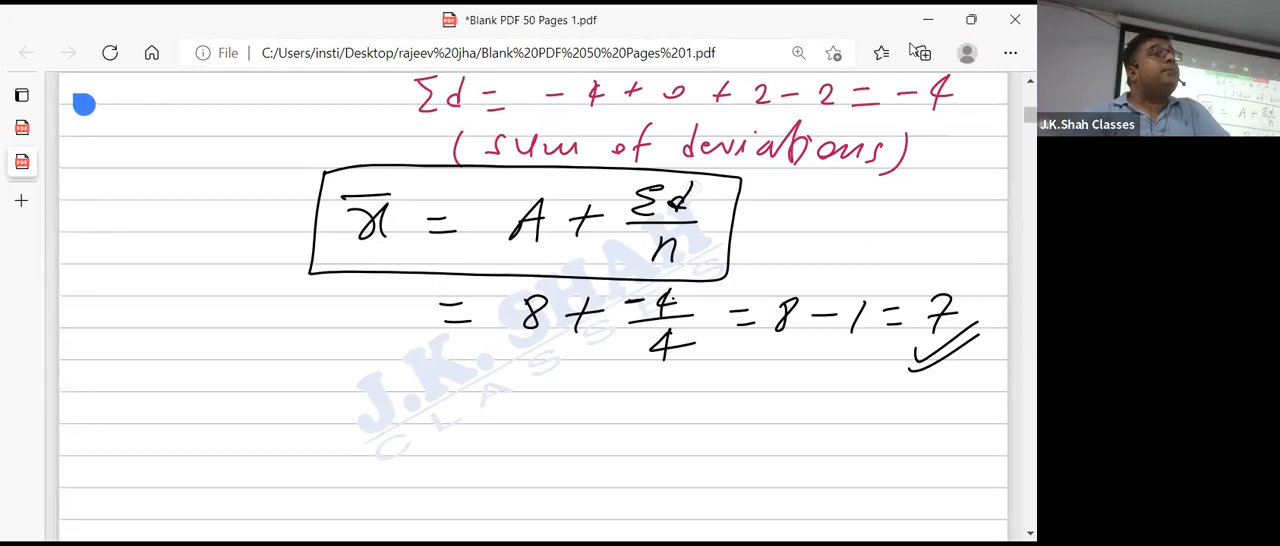 *Blank PDF 50 Pages 1.pdf
File C:/Users/insti/Desktop/rajeev%20jha/Blank%20PDF%2050%20Pages%201.pdf
Σd = - 4 + 0 + 2 - 2 = - 4
(sum of deviations)
x̄ = A + Σd/n
= 8 + -4/4 = 8 - 1 = 7
J.K. SHAH
CLASSES
J.K.Shah Classes